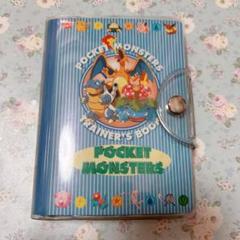 POCKET MONSTERS
TRAINER'S BOOK
POCKET
MONSTERS